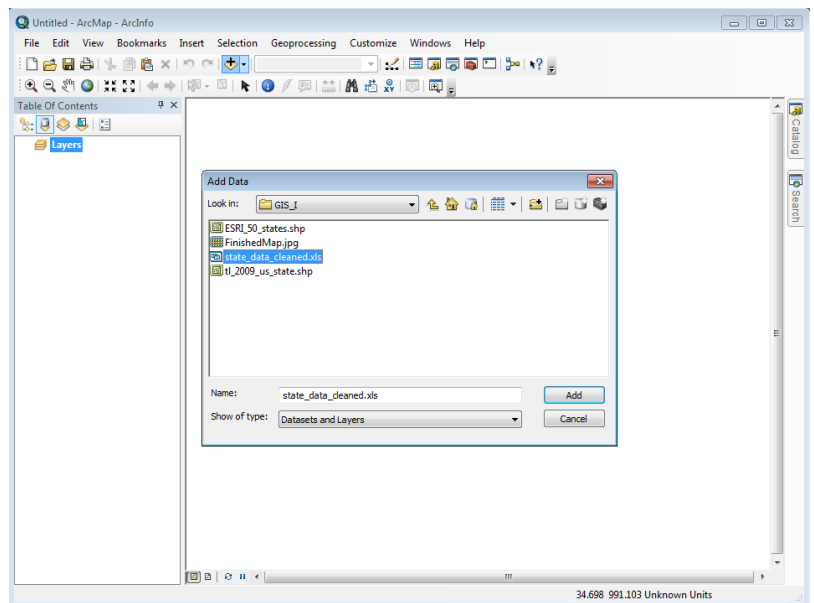 Untitled - ArcMap - ArcInfo
File Edit View Bookmarks Insert Selection Geoprocessing Customize Windows Help
Table Of Contents
Layers
Catalog
Search
Add Data
Look in: GIS_I
ESRI_50_states.shp
FinishedMap.jpg
state_data_cleaned.xls
tl_2009_us_state.shp
Name: state_data_cleaned.xls Add
Show of type: Datasets and Layers Cancel
34.698 991.103 Unknown Units